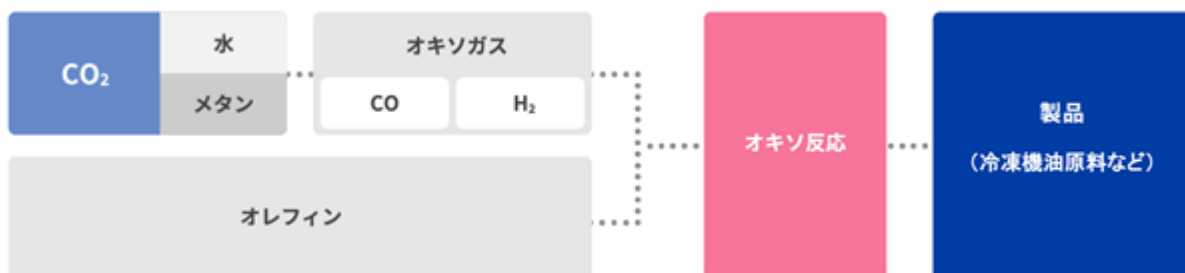 CO₂
水
メタン
オキソガス
CO
H₂
オレフィン
オキソ反応
製品
（冷凍機油原料など）